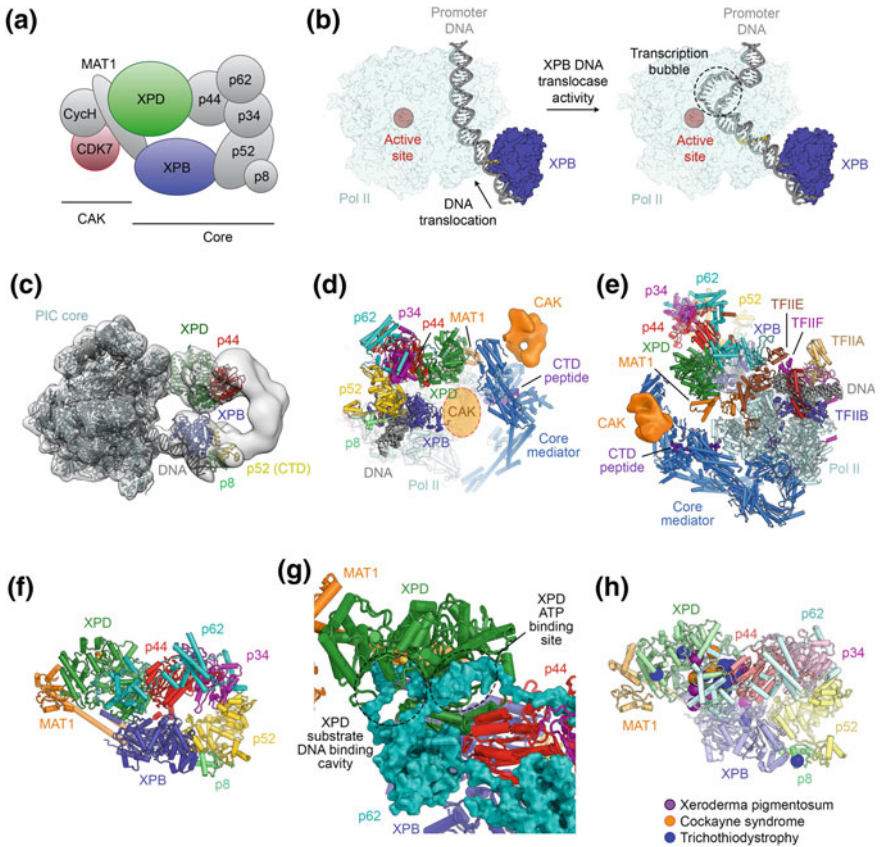 (a)
MAT1
XPD
p62
p44
p34
CycH
CDK7
XPB
p52
p8
CAK
Core
(b)
Promoter
DNA
Active
site
Pol II
DNA
translocation
XPB
XPB DNA
translocase
activity
Promoter
DNA
Transcription
bubble
Active
site
Pol II
XPB
(c)
PIC core
XPD
p44
XPB
DNA
p52 (CTD)
p8
(d)
p62
p34
p44
MAT1
CAK
p52
XPD
CAK
CTD
peptide
p8
XPB
DNA
Core
mediator
Pol II
(e)
p62
p34
p52
TFIIE
p44
XPB
TFIIF
XPD
TFIIA
MAT1
DNA
CAK
TFIIB
CTD
peptide
Pol II
Core
mediator
(f)
XPD
p62
p44
p34
MAT1
p52
XPB
p8
(g)
MAT1
XPD
XPD
ATP
binding
site
p44
XPD
substrate
DNA binding
cavity
p62
XPB
(h)
XPD
p62
p44
p34
MAT1
p52
XPB
p8
Xeroderma pigmentosum
Cockayne syndrome
Trichothiodystrophy